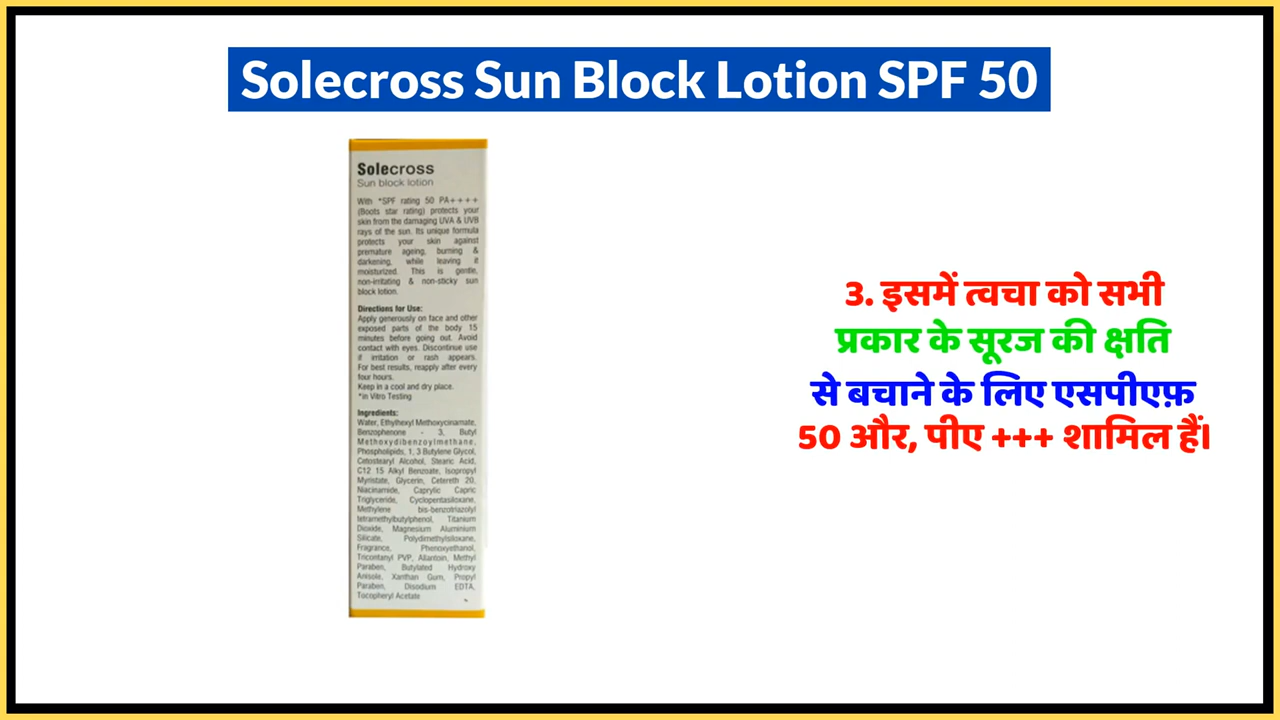 Solecross Sun Block Lotion SPF 50
Solecross
Sun block lotion
With *SPF rating 50 PA++++
(Boots star rating) protects your
skin from the damaging UVA & UVB
rays of the sun. Its unique formula
protects your skin against
premature ageing, burning &
darkening, while leaving it
moisturized. This is gentle,
non-irritating & non-sticky sun
block lotion.
Directions for Use:
Apply generously on face and other
exposed parts of the body 15
minutes before going out. Avoid
contact with eyes. Discontinue use
if irritation or rash appears.
For best results, reapply after every
four hours.
Keep in a cool and dry place.
*in Vitro Testing
Ingredients:
Water, Ethylhexyl Methoxycinnamate,
Benzophenone - 3, Butyl
Methoxydibenzoylmethane,
Phospholipids, 1, 3 Butylene Glycol,
Cetostearyl Alcohol, Stearic Acid,
C12 15 Alkyl Benzoate, Isopropyl
Myristate, Glycerin, Cetereth 20,
Niacinamide, Caprylic Capric
Triglyceride, Cyclopentasiloxane,
Methylene bis-benzotriazolyl
tetramethylbutylphenol, Titanium
Dioxide, Magnesium Aluminium
Silicate, Polydimethylsiloxane,
Fragrance, Phenoxyethanol,
Tricontanyl PVP, Allantoin, Methyl
Paraben, Butylated Hydroxy
Anisole, Xanthan Gum, Propyl
Paraben, Disodium EDTA,
Tocopheryl Acetate
3. इसमें त्वचा को सभी
प्रकार के सूरज की क्षति
से बचाने के लिए एसपीएफ़
50 और, पीए +++ शामिल हैं।